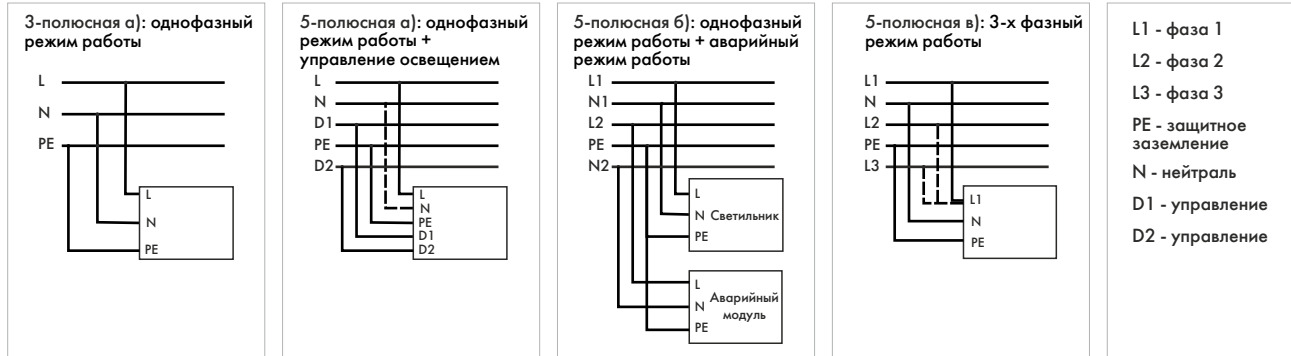 3-полюсная а): однофазный
режим работы
L
N
PE
L
N
PE
5-полюсная а): однофазный
режим работы +
управление освещением
L
N
D1
PE
D2
L
N
PE
D1
D2
5-полюсная б): однофазный
режим работы + аварийный
режим работы
L1
N1
L2
PE
N2
L
N Светильник
PE
L
N Аварийный
модуль
PE
5-полюсная в): 3-х фазный
режим работы
L1
N
L2
PE
L3
L1
N
PE
L1 - фаза 1
L2 - фаза 2
L3 - фаза 3
PE - защитное
заземление
N - нейтраль
D1 - управление
D2 - управление